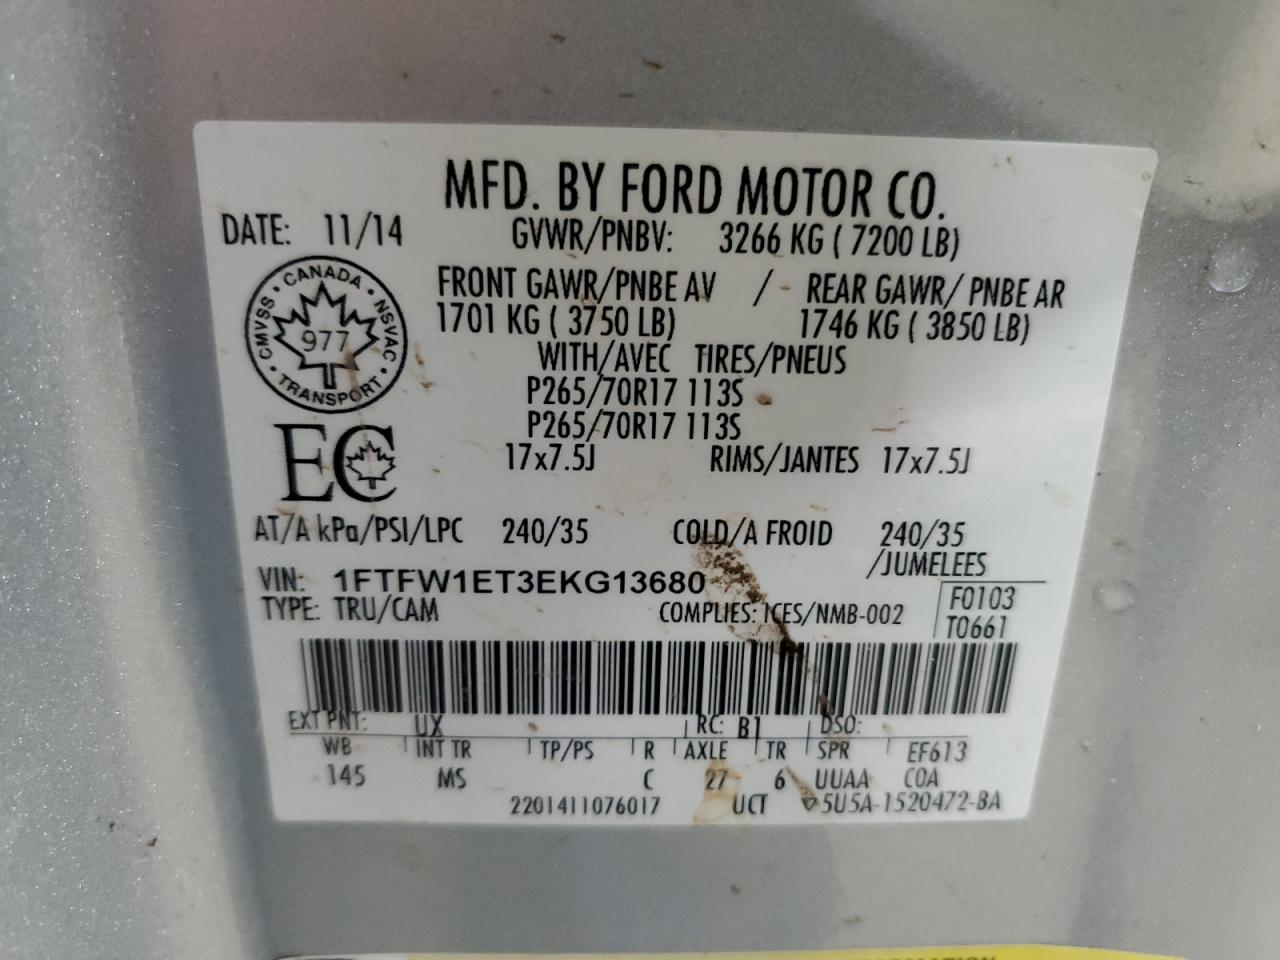 MFD. BY FORD MOTOR CO.
DATE: 11/14 GVWR/PNBV: 3266 KG ( 7200 LB)
FRONT GAWR/PNBE AV / REAR GAWR/ PNBE AR
1701 KG ( 3750 LB) 1746 KG ( 3850 LB)
CANADA · NSVAC · TRANSPORT · CMVSS ·
977
WITH/AVEC TIRES/PNEUS
P265/70R17 113S
P265/70R17 113S
EC
17x7.5J RIMS/JANTES 17x7.5J
AT/A kPa/PSI/LPC 240/35 COLD/A FROID 240/35
/JUMELEES
VIN: 1FTFW1ET3EKG13680
F0103
TYPE: TRU/CAM COMPLIES: ICES/NMB-002
T0661
EXT PNT: UX RC: B1 DSO:
WB INT TR TP/PS R AXLE TR SPR EF613
145 MS C 27 6 UUAA COA
2201411076017 UCT 5U5A-1520472-BA